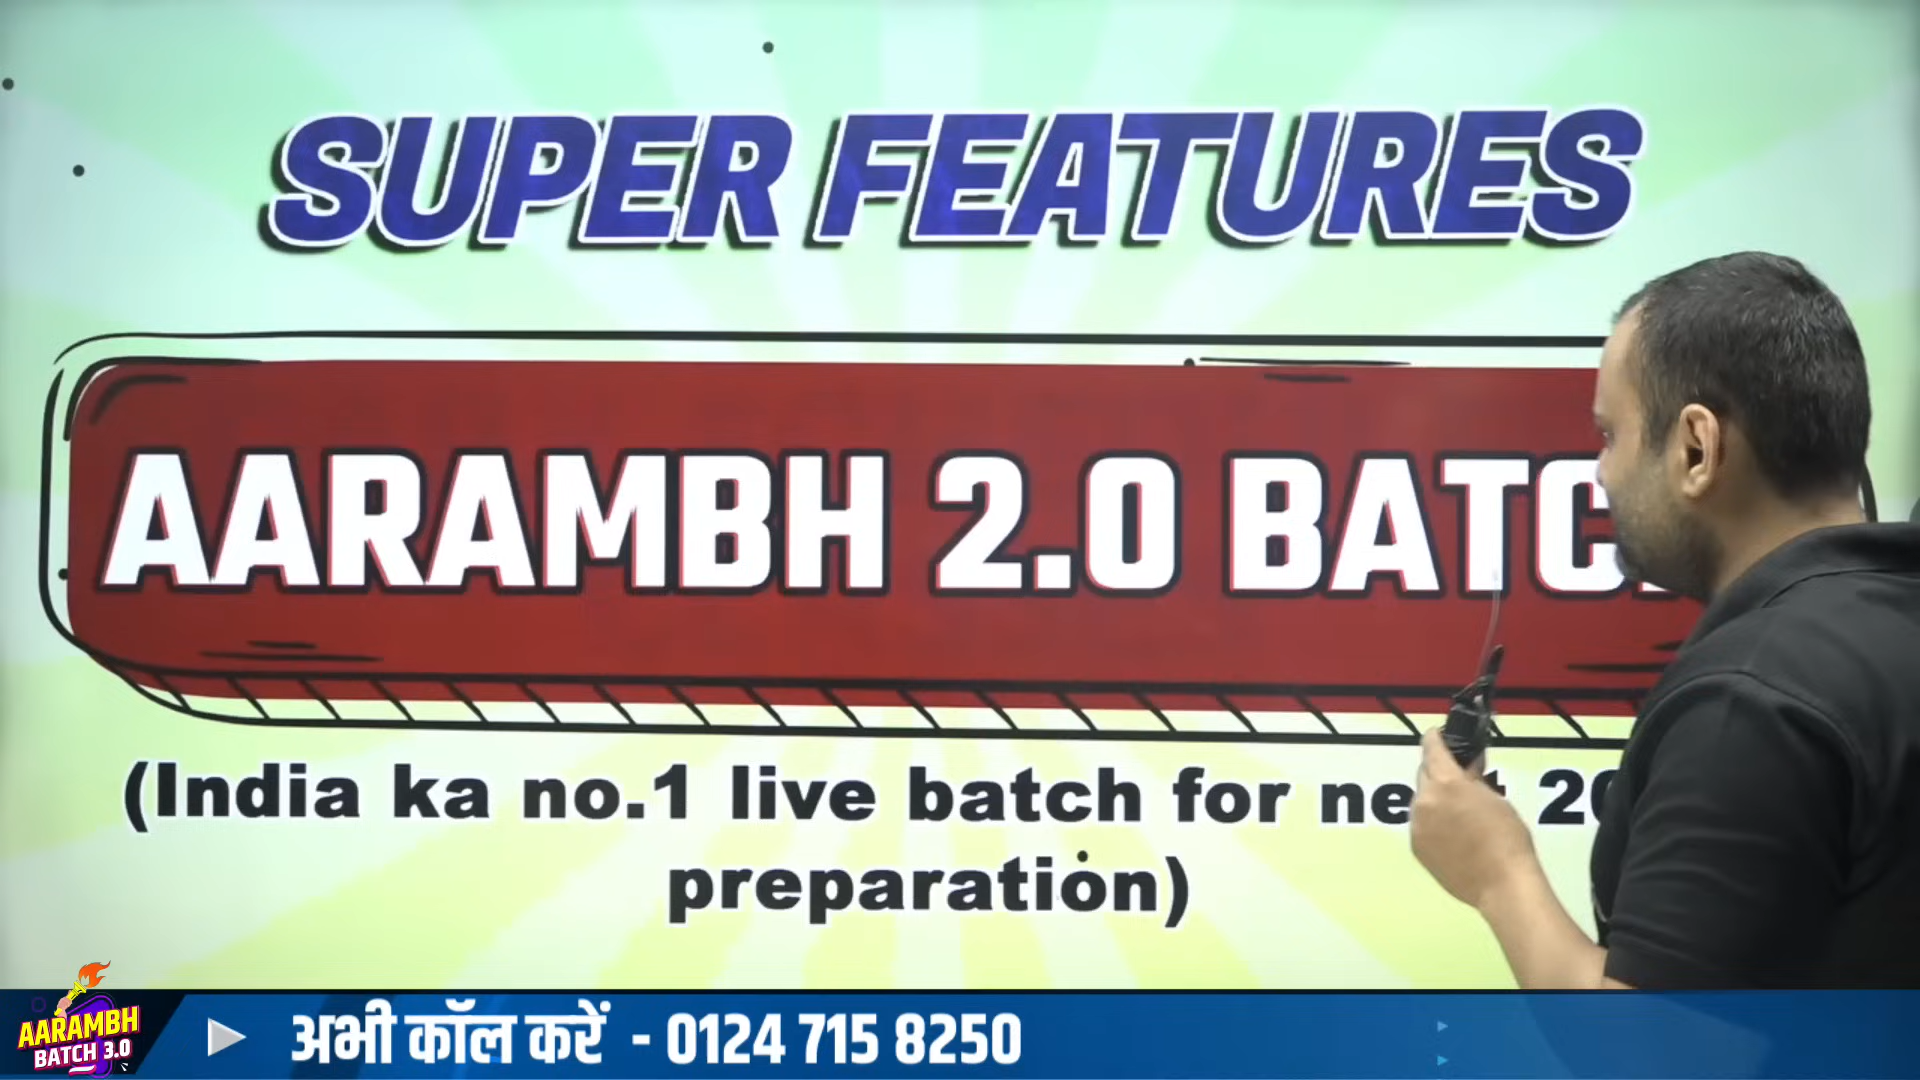 SUPER FEATURES
AARAMBH 2.0 BATC
(India ka no.1 live batch for
preparation)
AARAMBH
BATCH 3.0
अभी कॉल करें - 0124 715 8250